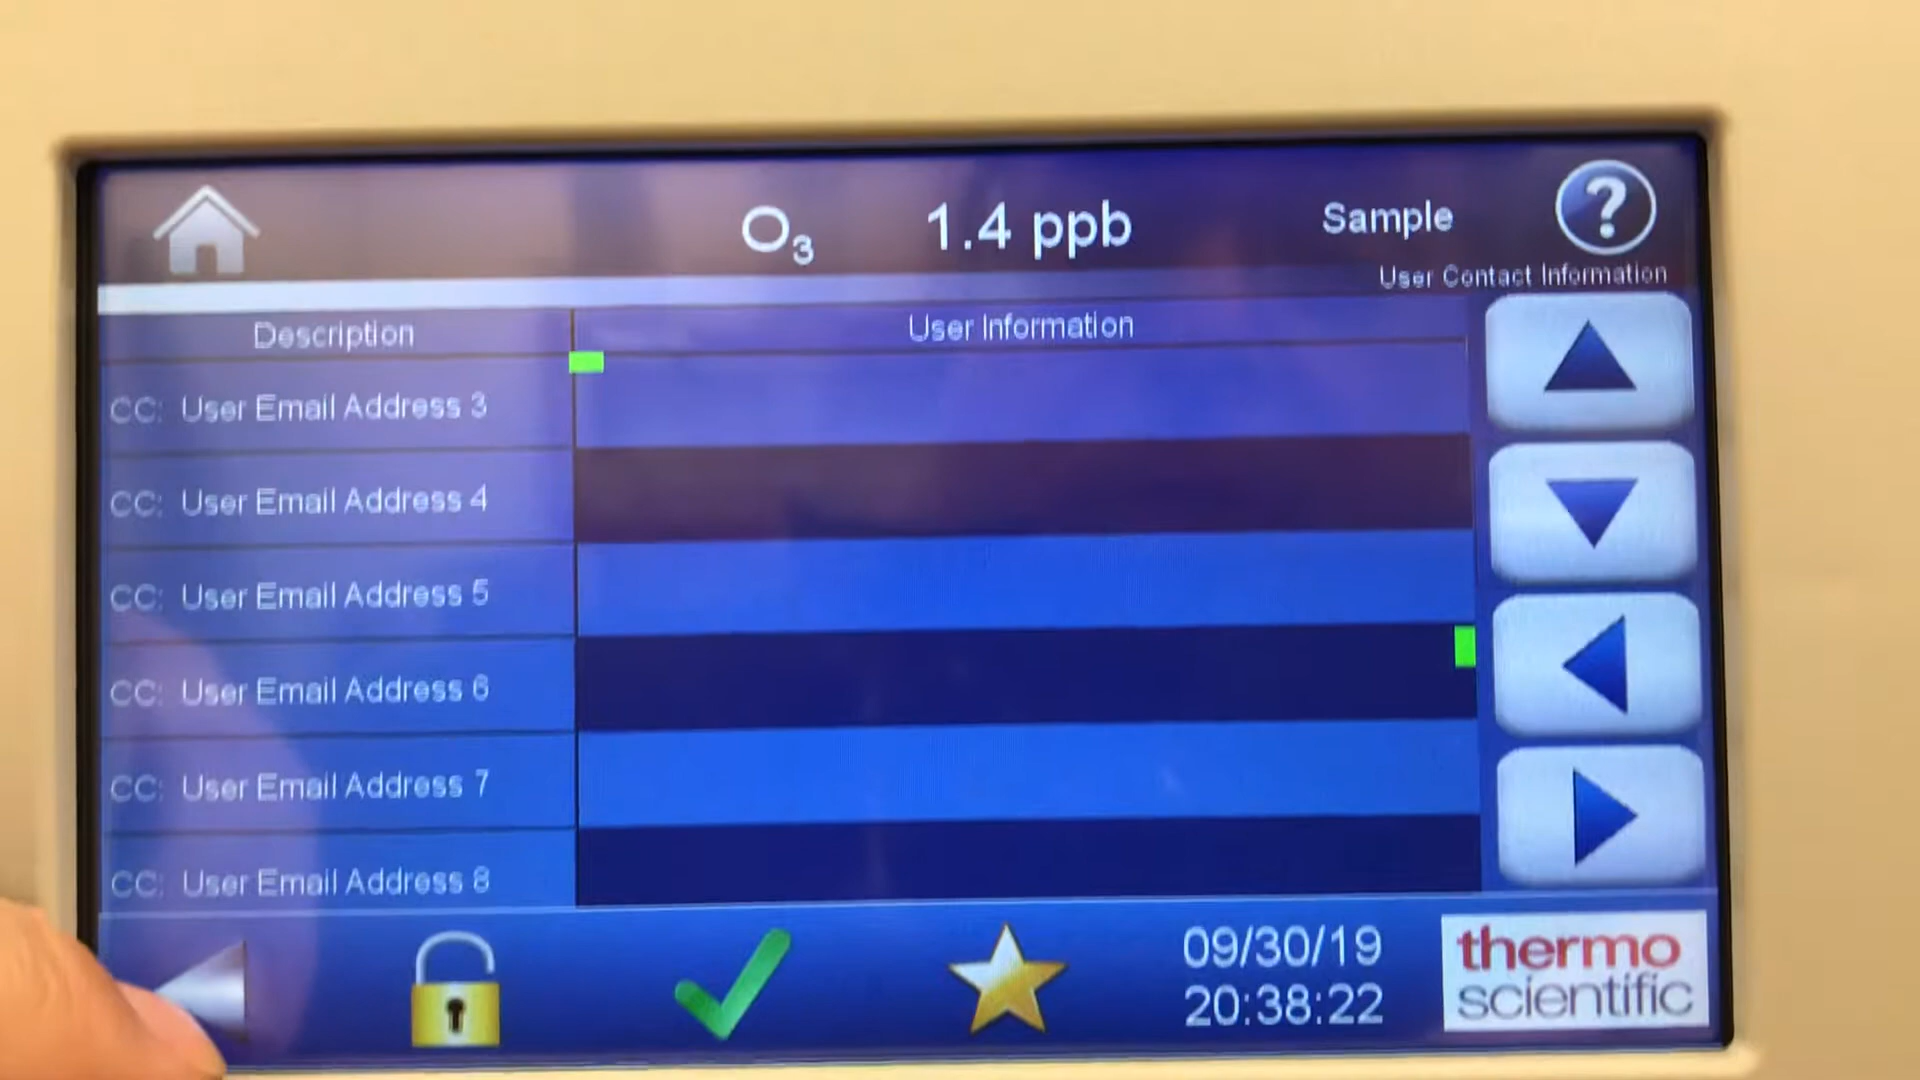 O3 1.4 ppb Sample ?
User Contact Information
Description User Information
CC: User Email Address 3
CC: User Email Address 4
CC: User Email Address 5
CC: User Email Address 6
CC: User Email Address 7
CC: User Email Address 8
09/30/19
20:38:22
thermo
scientific